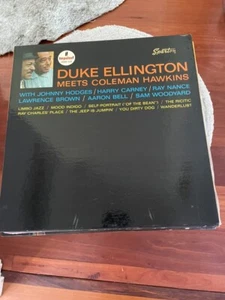 impulse!
DUKE ELLINGTON
MEETS COLEMAN HAWKINS
WITH JOHNNY HODGES / HARRY CARNEY / RAY NANCE
LAWRENCE BROWN / AARON BELL / SAM WOODYARD
LIMBO JAZZ / MOOD INDIGO / SELF PORTRAIT ("OF THE BEAN") / THE RICITIC
RAY CHARLES' PLACE / THE JEEP IS JUMPIN' / YOU DIRTY DOG / WANDERLUST